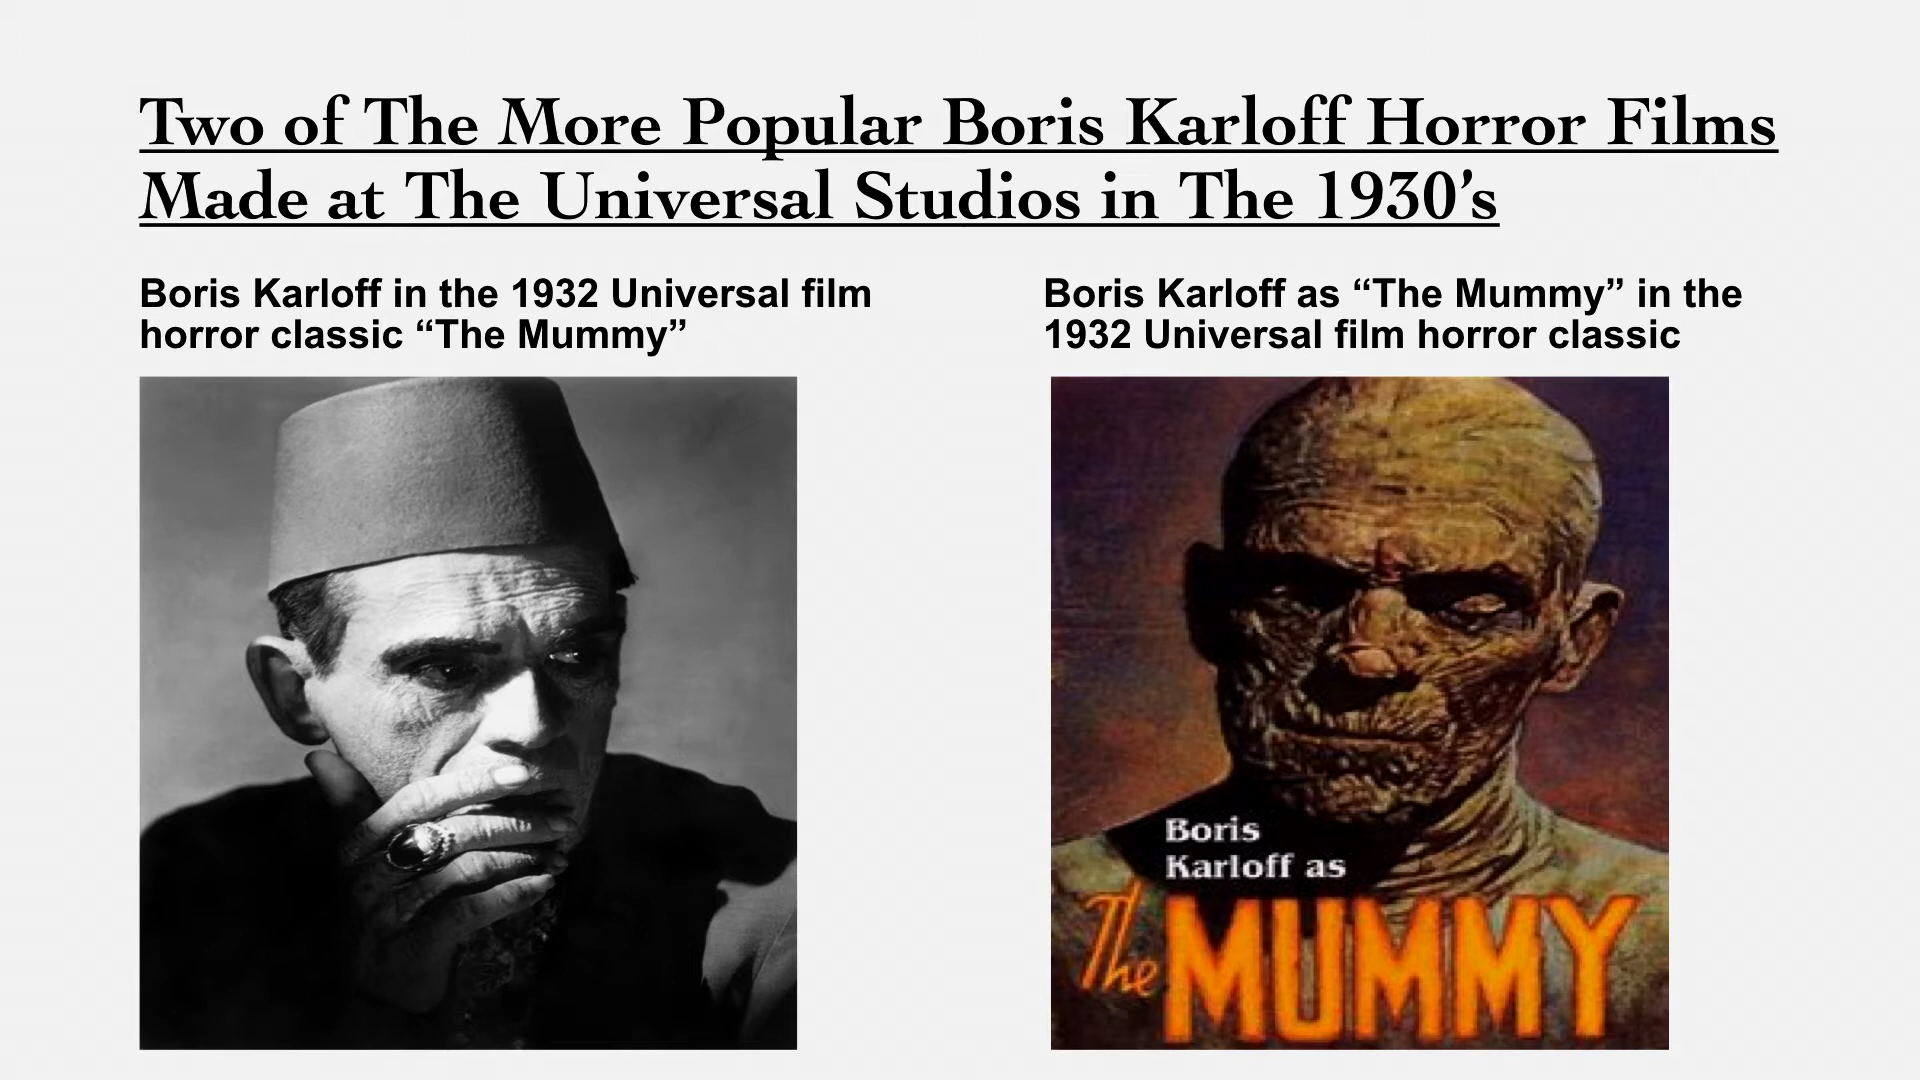 Two of The More Popular Boris Karloff Horror Films
Made at The Universal Studios in The 1930’s
Boris Karloff in the 1932 Universal film
horror classic “The Mummy”
Boris Karloff as “The Mummy” in the
1932 Universal film horror classic
Boris
Karloff as
The MUMMY